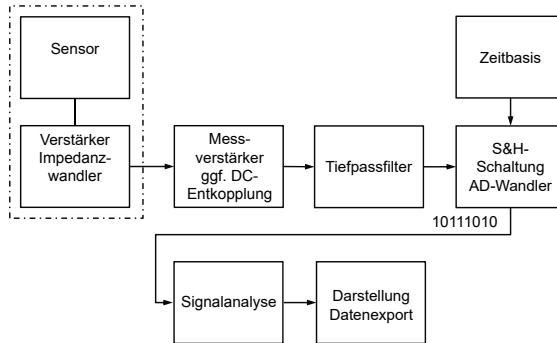 Sensor
Zeitbasis
Verstärker
Impedanz-
wandler
Mess-
verstärker
ggf. DC-
Entkopplung
Tiefpassfilter
S&H-
Schaltung
AD-Wandler
10111010
Signalanalyse
Darstellung
Datenexport